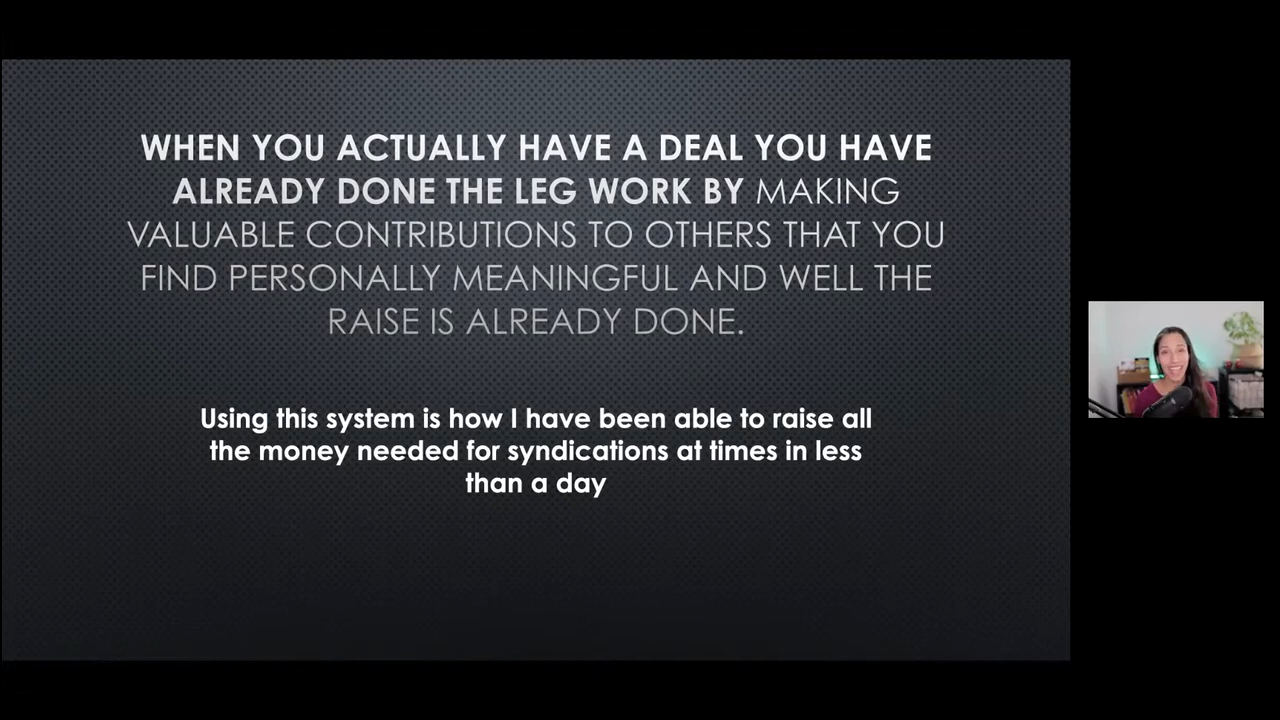 WHEN YOU ACTUALLY HAVE A DEAL YOU HAVE
ALREADY DONE THE LEG WORK BY MAKING
VALUABLE CONTRIBUTIONS TO OTHERS THAT YOU
FIND PERSONALLY MEANINGFUL AND WELL THE
RAISE IS ALREADY DONE.
Using this system is how I have been able to raise all
the money needed for syndications at times in less
than a day